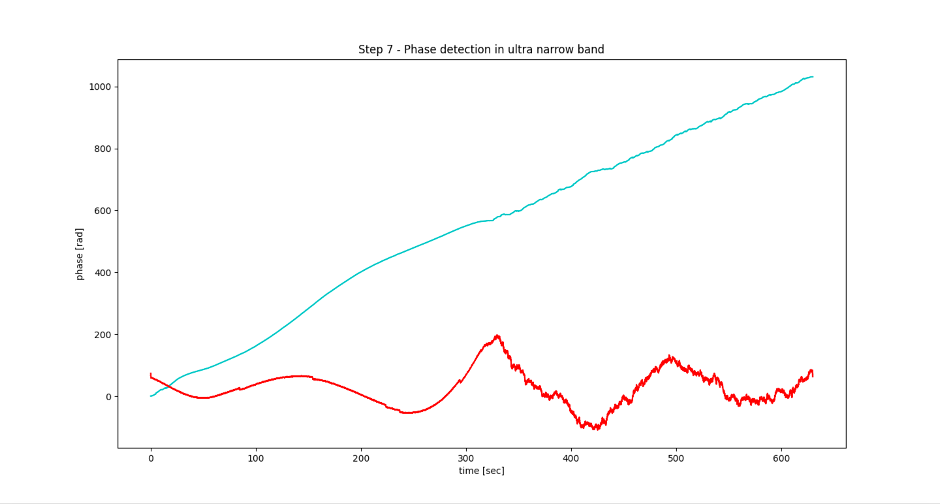 Step 7 - Phase detection in ultra narrow band
1000
800
600
400
200
0
phase [rad]
0 100 200 300 400 500 600
time [sec]